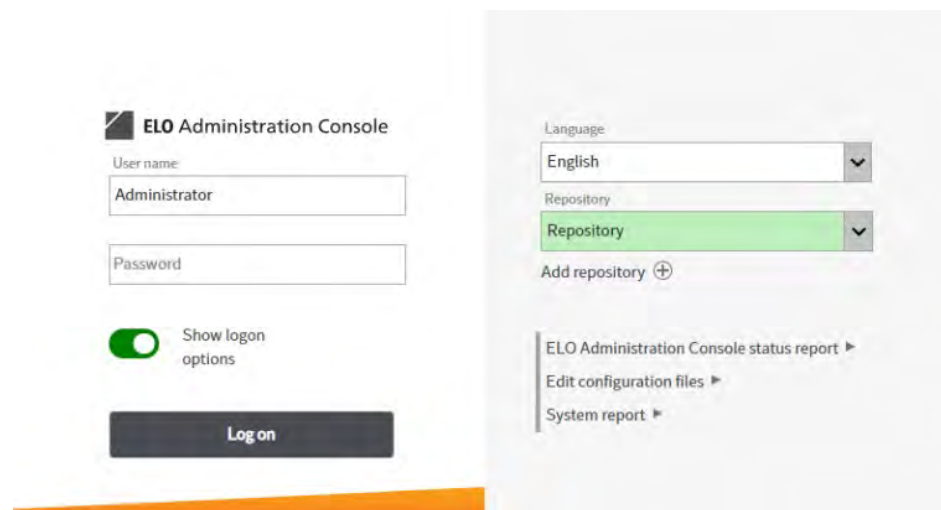 ELO Administration Console
User name
Administrator
Password
Show logon
options
Log on
Language
English
Repository
Repository
Add repository
ELO Administration Console status report
Edit configuration files
System report